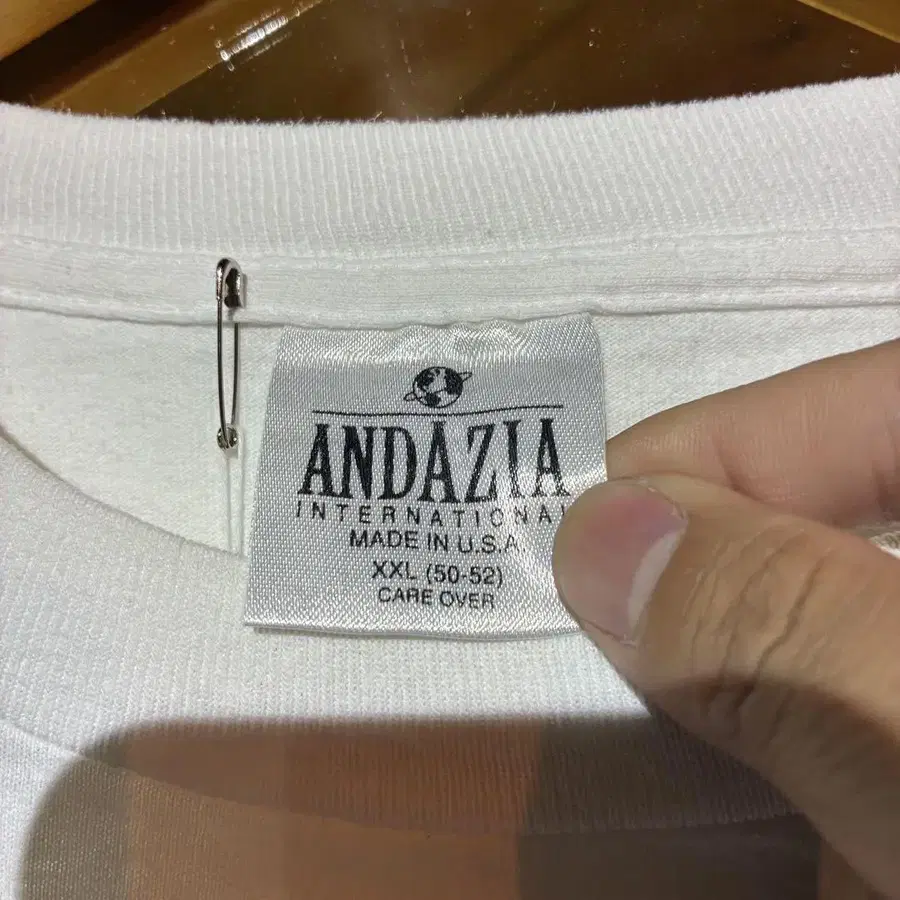 ANDAZIA
INTERNATIONAL
MADE IN U.S.A.
XXL (50-52)
CARE OVER